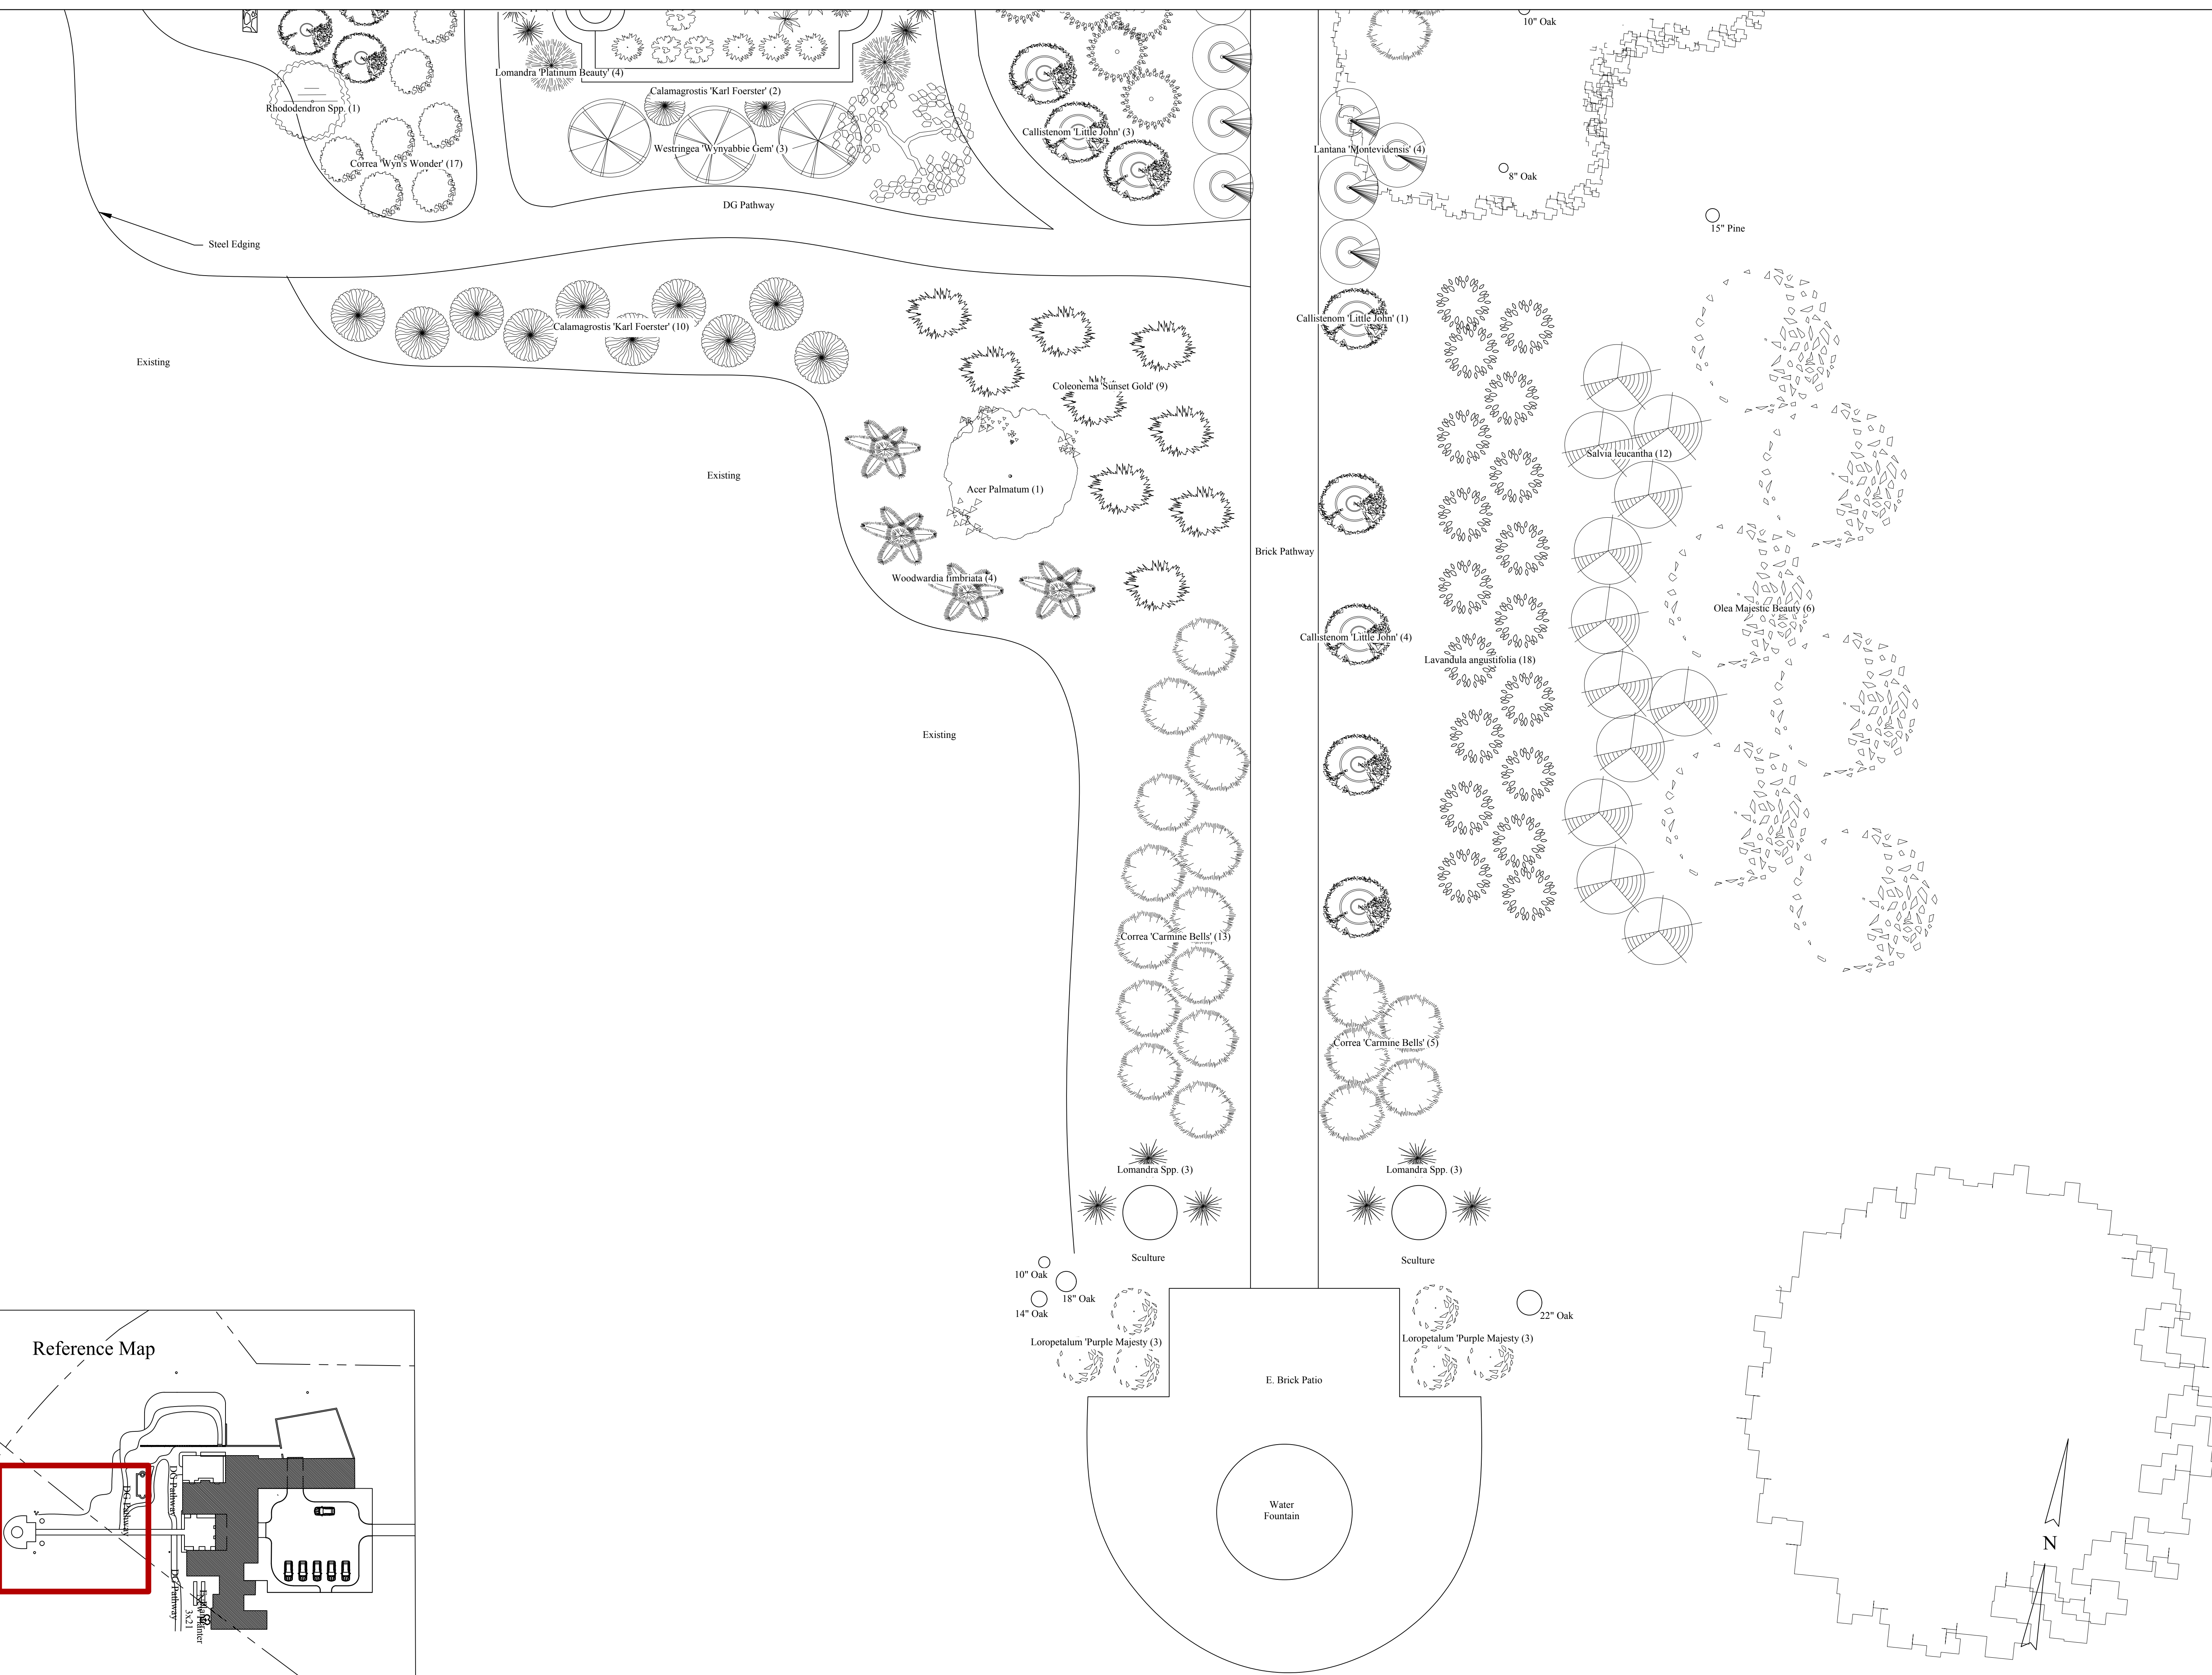 10" Oak
Lomandra 'Platinum Beauty' (4)
Calamagrostis 'Karl Foerster' (2)
Rhododendron Spp. (1)
Callistenom 'Little John' (3)
Westringea 'Wynyabbie Gem' (3)
Lantana 'Montevidensis' (4)
Correa 'Wyn's Wonder' (17)
8" Oak
DG Pathway
15" Pine
Steel Edging
Callistenom 'Little John' (1)
Calamagrostis 'Karl Foerster' (10)
Existing
Coleonema 'Sunset Gold' (9)
Salvia leucantha (12)
Existing
Acer Palmatum (1)
Brick Pathway
Woodwardia fimbriata (4)
Olea Majestic Beauty (6)
Callistenom 'Little John' (4)
Lavandula angustifolia (18)
Existing
Correa 'Carmine Bells' (13)
Correa 'Carmine Bells' (5)
Lomandra Spp. (3)
Lomandra Spp. (3)
Sculture
Sculture
10" Oak
18" Oak
14" Oak
22" Oak
Loropetalum 'Purple Majesty (3)
Loropetalum 'Purple Majesty (3)
E. Brick Patio
Water
Fountain
N
Reference Map
DG Pathway
DG Pathway
DG Pathway
3x21